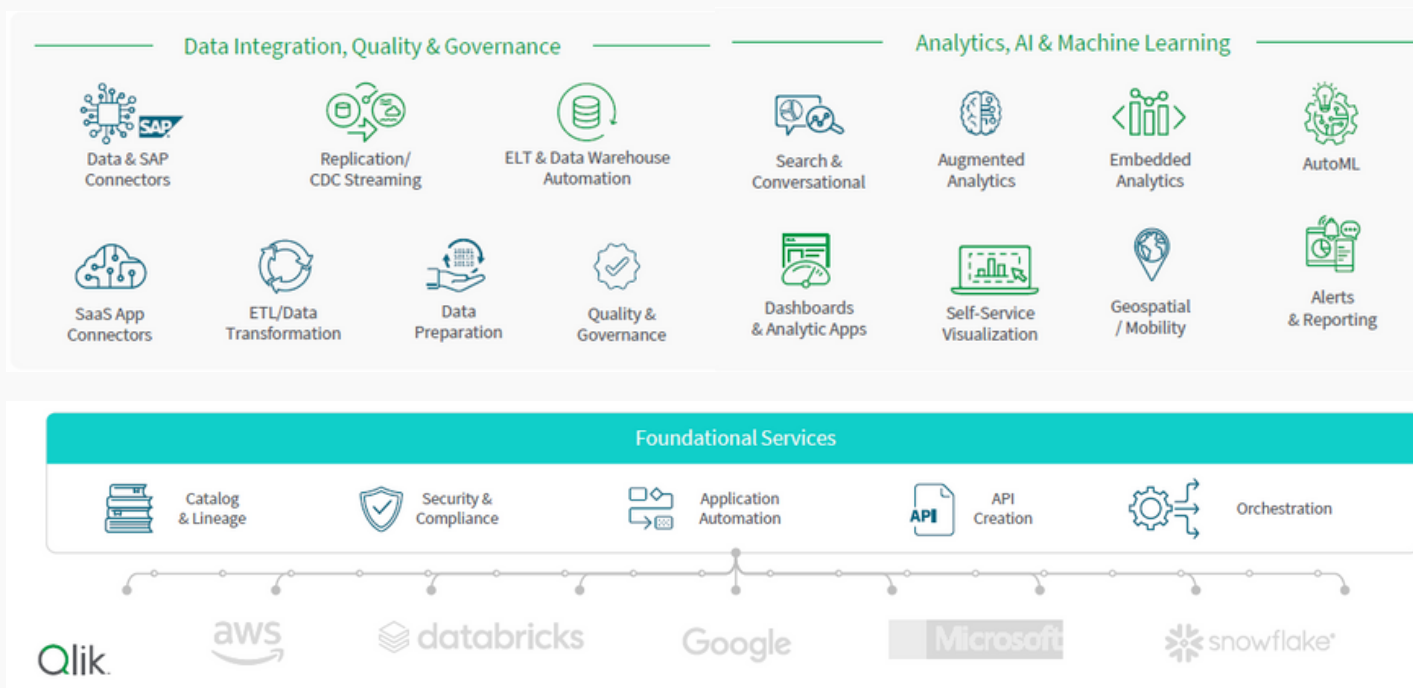 Data Integration, Quality & Governance
Analytics, AI & Machine Learning
SAP
Data & SAP
Connectors
Replication/
CDC Streaming
ELT & Data Warehouse
Automation
Search &
Conversational
Augmented
Analytics
Embedded
Analytics
AutoML
10101
10110
10110
SaaS App
Connectors
ETL/Data
Transformation
Data
Preparation
Quality &
Governance
Dashboards
& Analytic Apps
Self-Service
Visualization
Geospatial
/ Mobility
Alerts
& Reporting
Foundational Services
Catalog
& Lineage
Security &
Compliance
Application
Automation
API
API
Creation
Orchestration
Qlik
aws
databricks
Google
Microsoft
snowflake